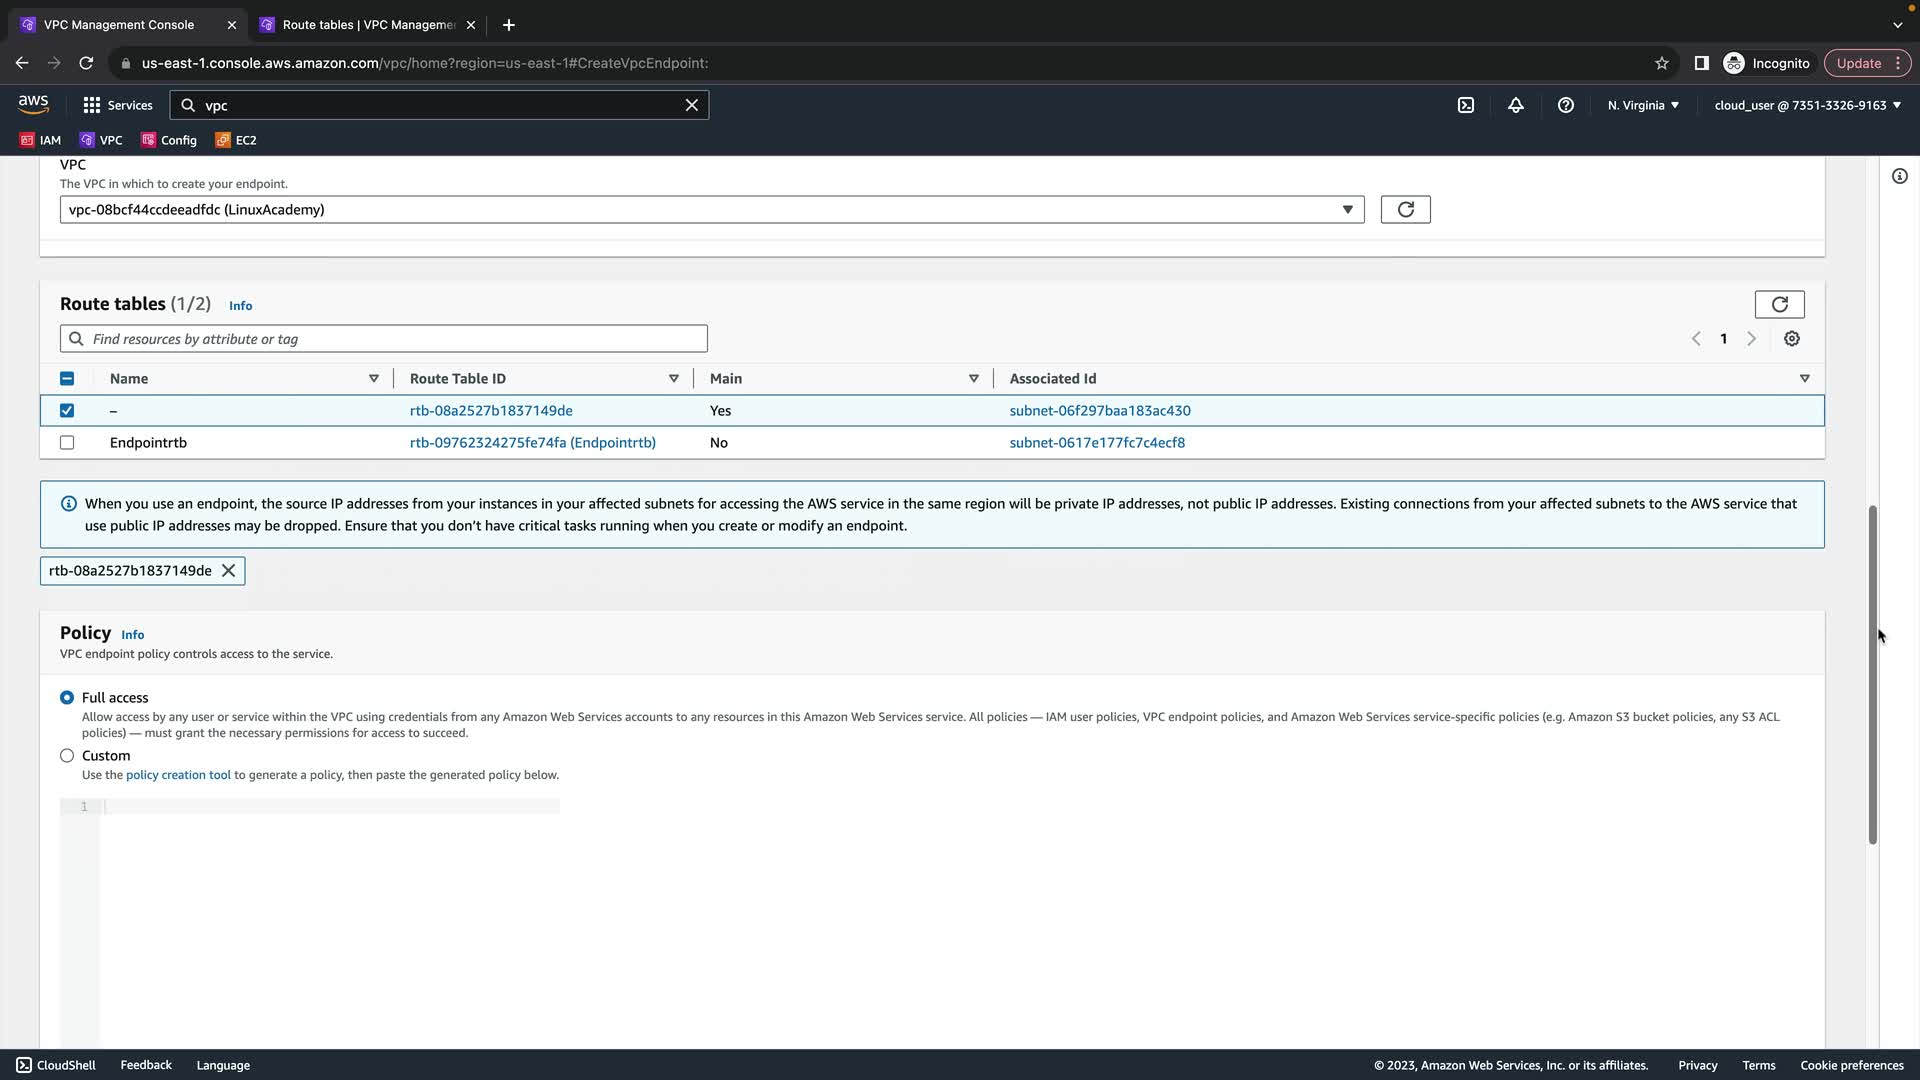 VPC Management Console
Route tables | VPC Manageme
us-east-1.console.aws.amazon.com/vpc/home?region=us-east-1#CreateVpcEndpoint:
Incognito
Update
aws
Services
vpc
N. Virginia
cloud_user @ 7351-3326-9163
IAM
VPC
Config
EC2
VPC
The VPC in which to create your endpoint.
vpc-08bcf44ccdeeadfdc (LinuxAcademy)
Route tables (1/2) Info
Find resources by attribute or tag
1
Name Route Table ID Main Associated Id
– rtb-08a2527b1837149de Yes subnet-06f297baa183ac430
Endpointrtb rtb-09762324275fe74fa (Endpointrtb) No subnet-0617e177fc7c4ecf8
When you use an endpoint, the source IP addresses from your instances in your affected subnets for accessing the AWS service in the same region will be private IP addresses, not public IP addresses. Existing connections from your affected subnets to the AWS service that
use public IP addresses may be dropped. Ensure that you don’t have critical tasks running when you create or modify an endpoint.
rtb-08a2527b1837149de
Policy Info
VPC endpoint policy controls access to the service.
Full access
Allow access by any user or service within the VPC using credentials from any Amazon Web Services accounts to any resources in this Amazon Web Services service. All policies — IAM user policies, VPC endpoint policies, and Amazon Web Services service-specific policies (e.g. Amazon S3 bucket policies, any S3 ACL
policies) — must grant the necessary permissions for access to succeed.
Custom
Use the policy creation tool to generate a policy, then paste the generated policy below.
1
CloudShell
Feedback
Language
© 2023, Amazon Web Services, Inc. or its affiliates.
Privacy
Terms
Cookie preferences